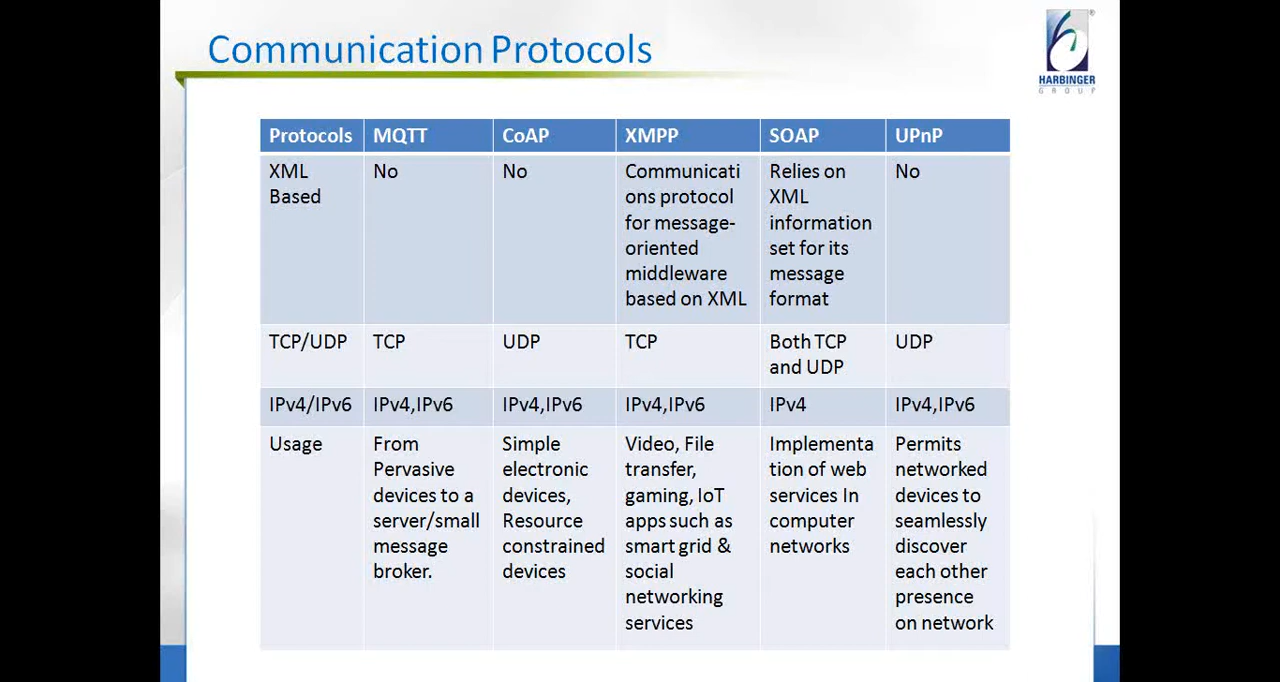 Communication Protocols
HARBINGER
GROUP
Protocols MQTT CoAP XMPP SOAP UPnP
XML
Based
No
No
Communicati
ons protocol
for message-
oriented
middleware
based on XML
Relies on
XML
information
set for its
message
format
No
TCP/UDP
TCP
UDP
TCP
Both TCP
and UDP
UDP
IPv4/IPv6 IPv4,IPv6 IPv4,IPv6 IPv4,IPv6 IPv4 IPv4,IPv6
Usage
From
Pervasive
devices to a
server/small
message
broker.
Simple
electronic
devices,
Resource
constrained
devices
Video, File
transfer,
gaming, IoT
apps such as
smart grid &
social
networking
services
Implementa
tion of web
services In
computer
networks
Permits
networked
devices to
seamlessly
discover
each other
presence
on network